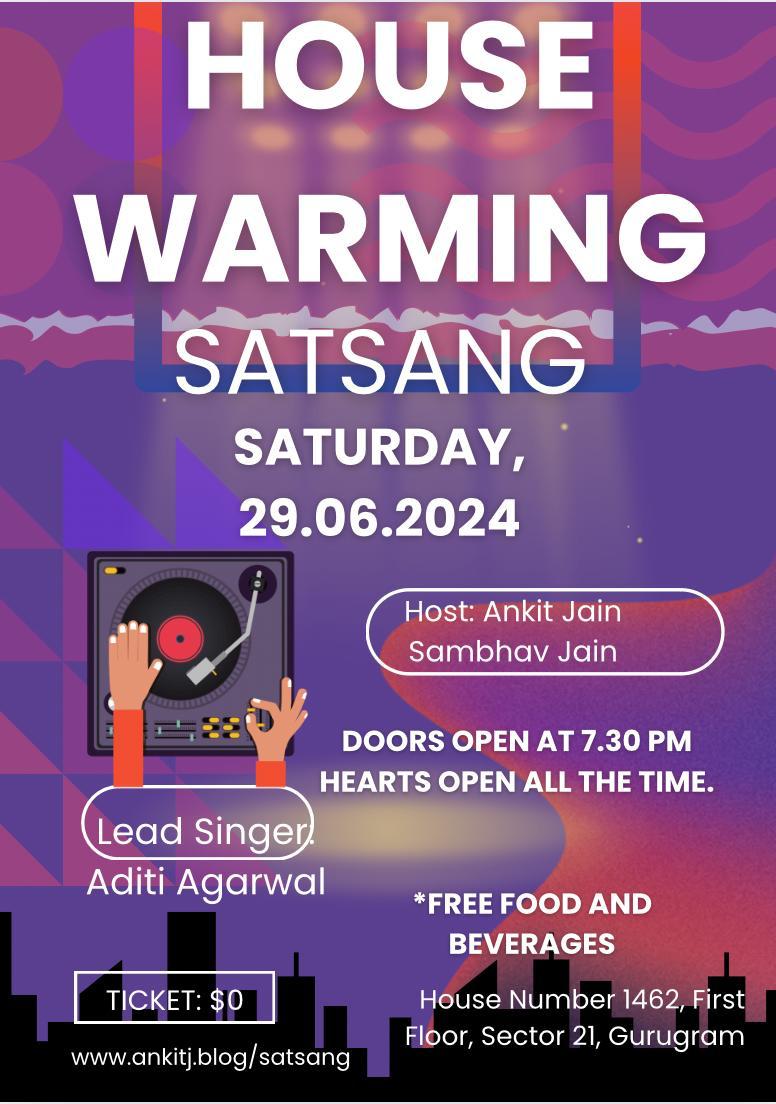 HOUSE
WARMING
SATSANG
SATURDAY,
29.06.2024
Host: Ankit Jain
Sambhav Jain
DOORS OPEN AT 7.30 PM
HEARTS OPEN ALL THE TIME.
Lead Singer:
Aditi Agarwal
*FREE FOOD AND
BEVERAGES
TICKET: $0
www.ankitj.blog/satsang
House Number 1462, First
Floor, Sector 21, Gurugram